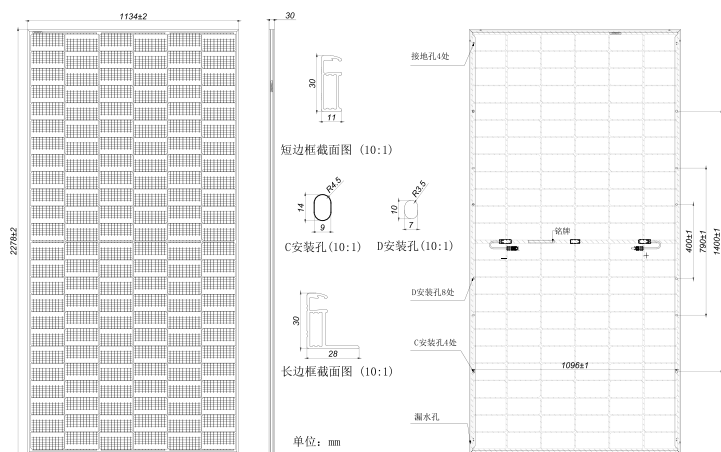 1134±2
30
2278±2
30
11
短边框截面图 (10:1)
R4.5
14
9
C安装孔(10:1)
R3.5
10
7
D安装孔(10:1)
30
28
长边框截面图 (10:1)
单位: mm
接地孔4处
铭牌
− +
D安装孔8处
C安装孔4处
漏水孔
1096±1
400±1
790±1
1400±1